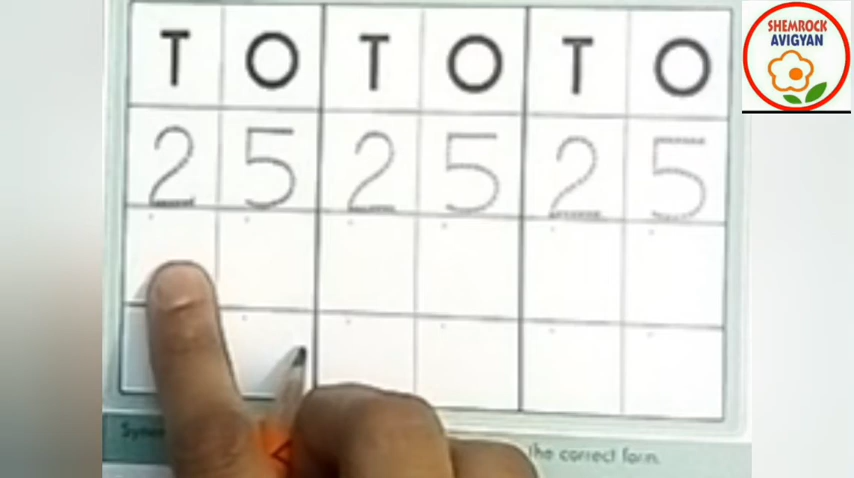 SHEMROCK
AVIGYAN
T O T O T O
2 5 2 5 2 5
the correct form.